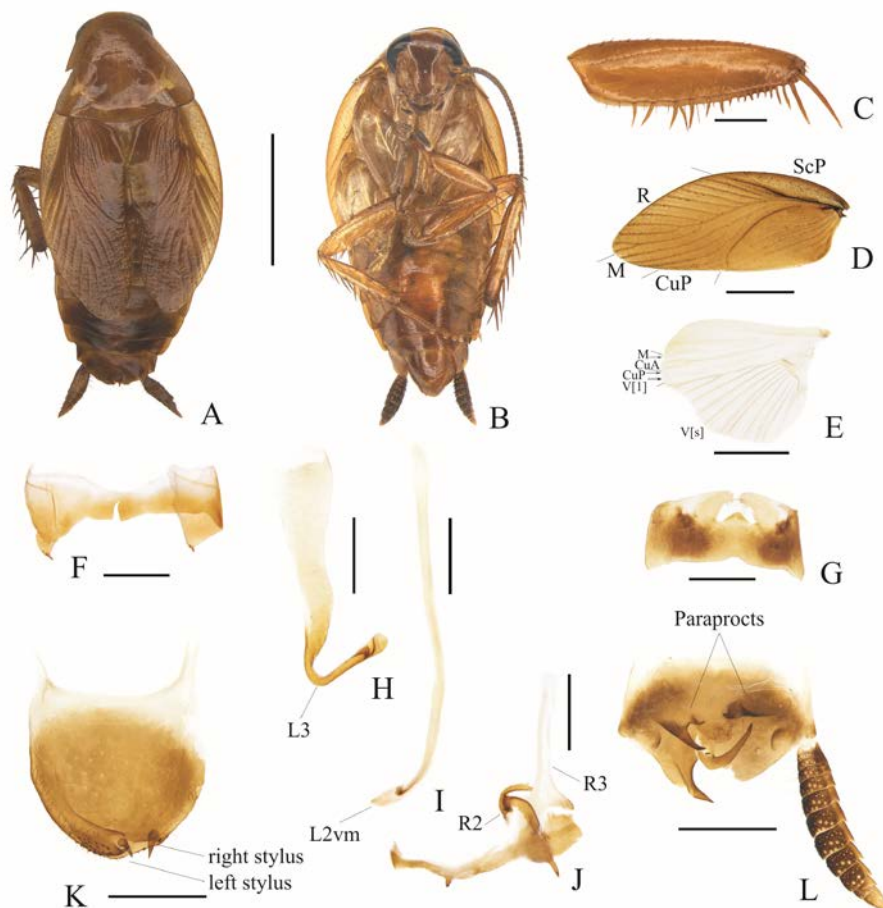 A
B
C
ScP
R
M
CuP
D
M
CuA
CuP
V[1]
V[s]
E
F
G
H
L3
I
L2vm
R3
R2
J
right stylus
left stylus
K
Paraprocts
L